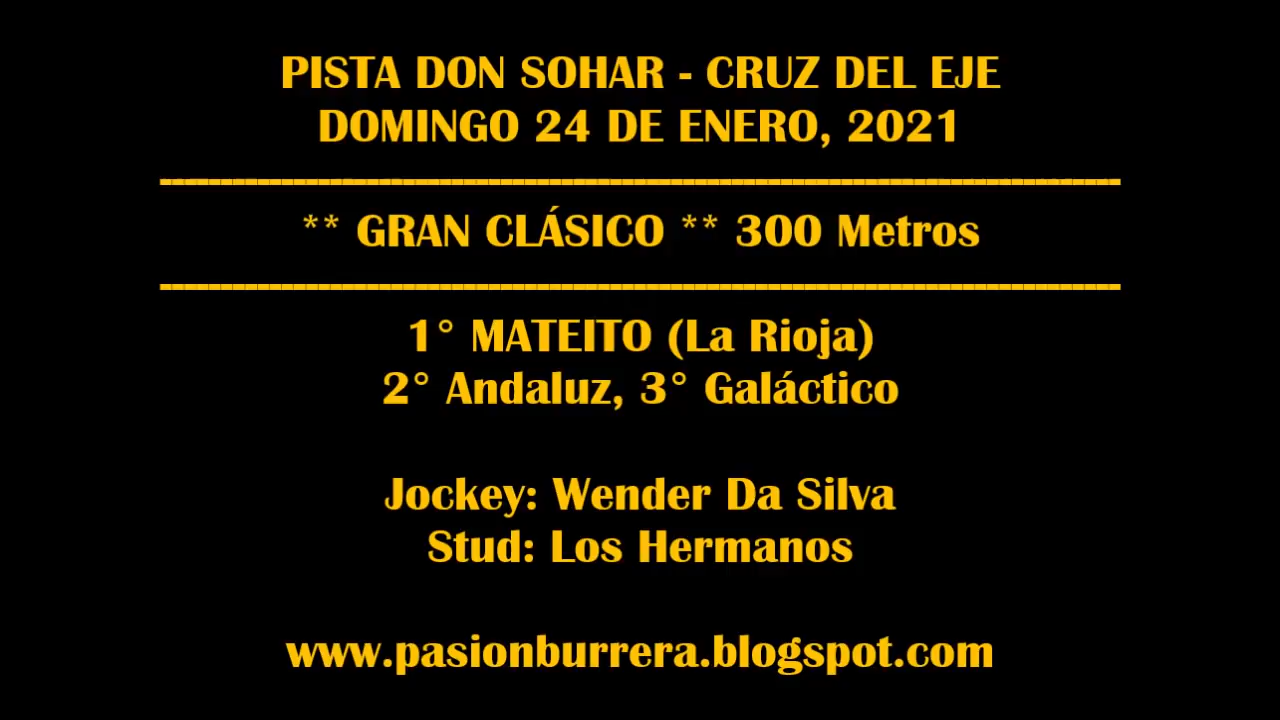 PISTA DON SOHAR - CRUZ DEL EJE
DOMINGO 24 DE ENERO, 2021
** GRAN CLÁSICO ** 300 Metros
1° MATEITO (La Rioja)
2° Andaluz, 3° Galáctico
Jockey: Wender Da Silva
Stud: Los Hermanos
www.pasionburrera.blogspot.com